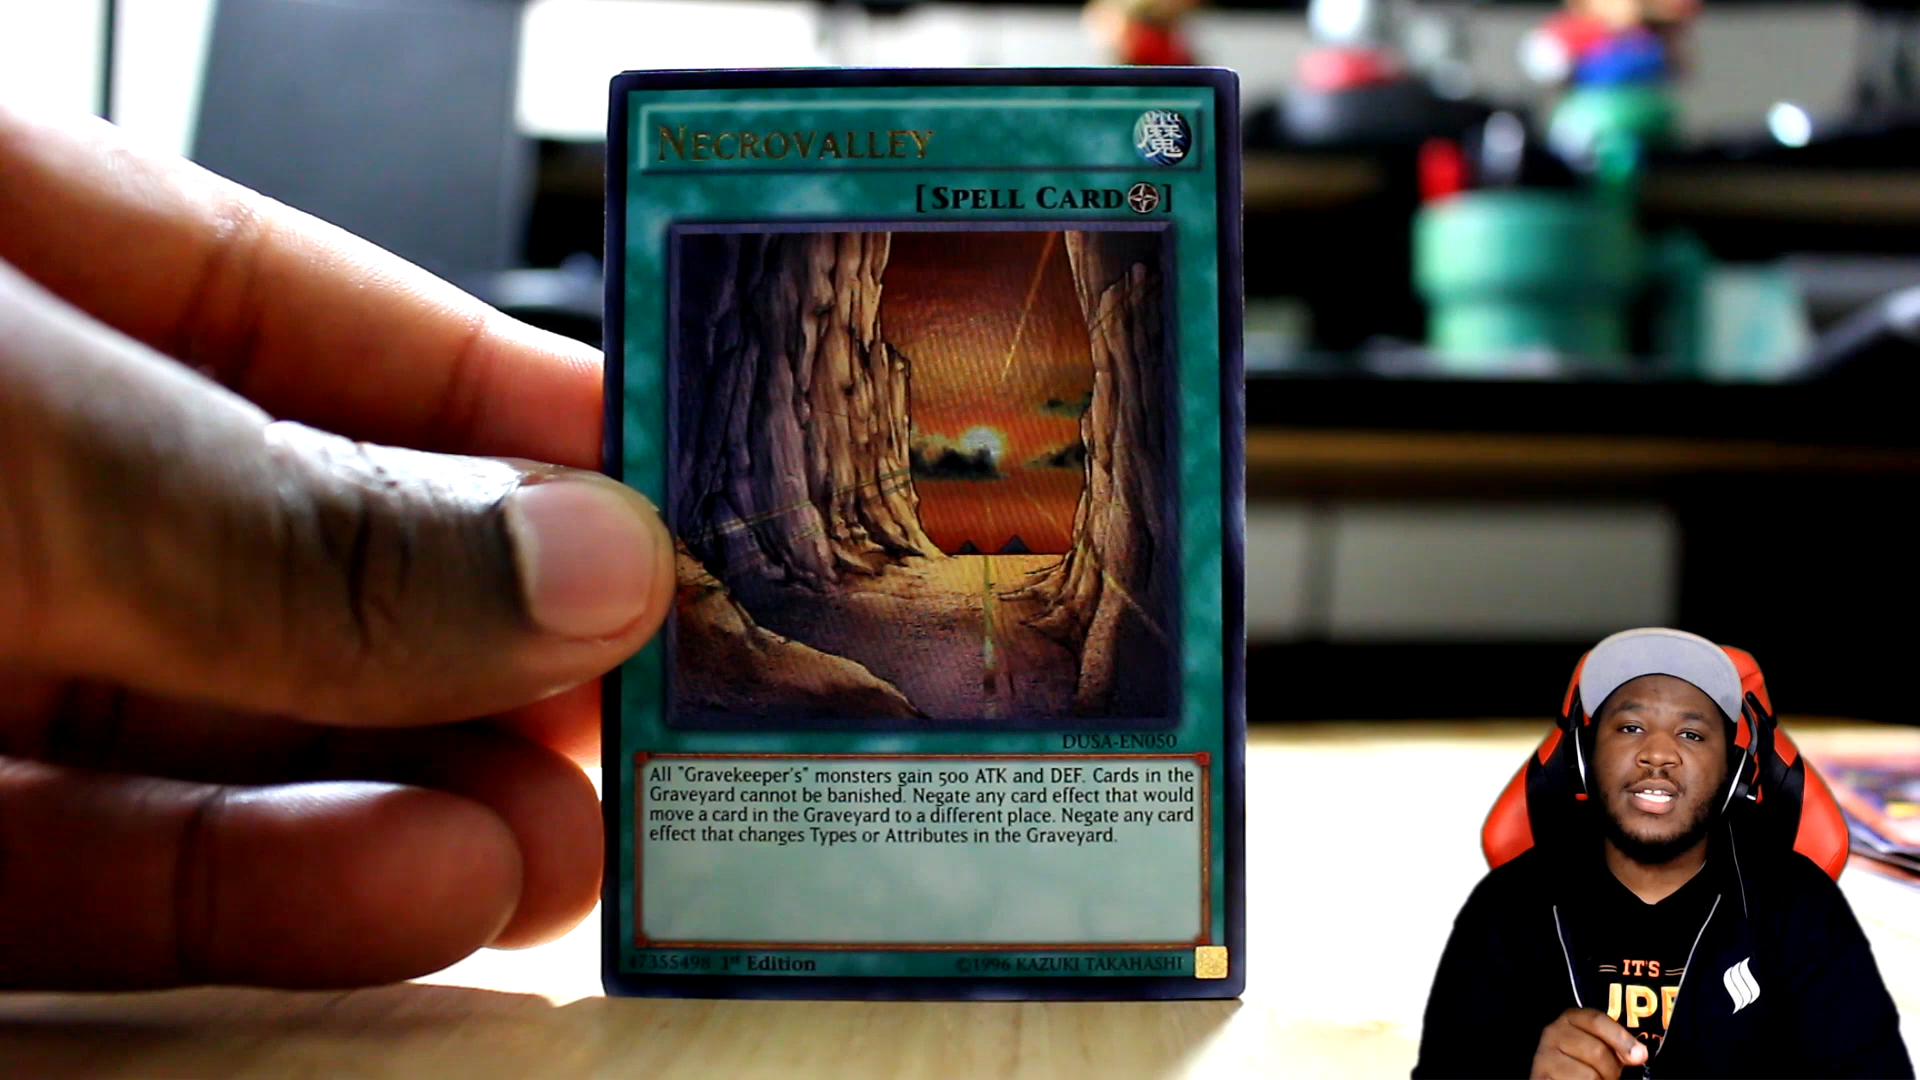 NECROVALLEY
魔
[SPELL CARD]
DUSA-EN050
All "Gravekeeper's" monsters gain 500 ATK and DEF. Cards in the
Graveyard cannot be banished. Negate any card effect that would
move a card in the Graveyard to a different place. Negate any card
effect that changes Types or Attributes in the Graveyard.
47355498 1st Edition
©1996 KAZUKI TAKAHASHI
IT'S